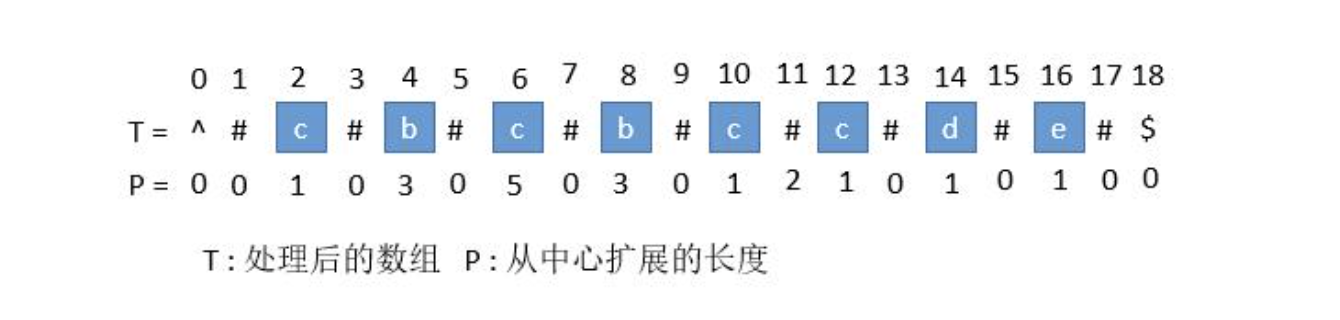 0 1 2 3 4 5 6 7 8 9 10 11 12 13 14 15 16 17 18
T = ^ # c # b # c # b # c # c # d # e # $
P = 0 0 1 0 3 0 5 0 3 0 1 2 1 0 1 0 1 0 0
T : 处理后的数组 P : 从中心扩展的长度